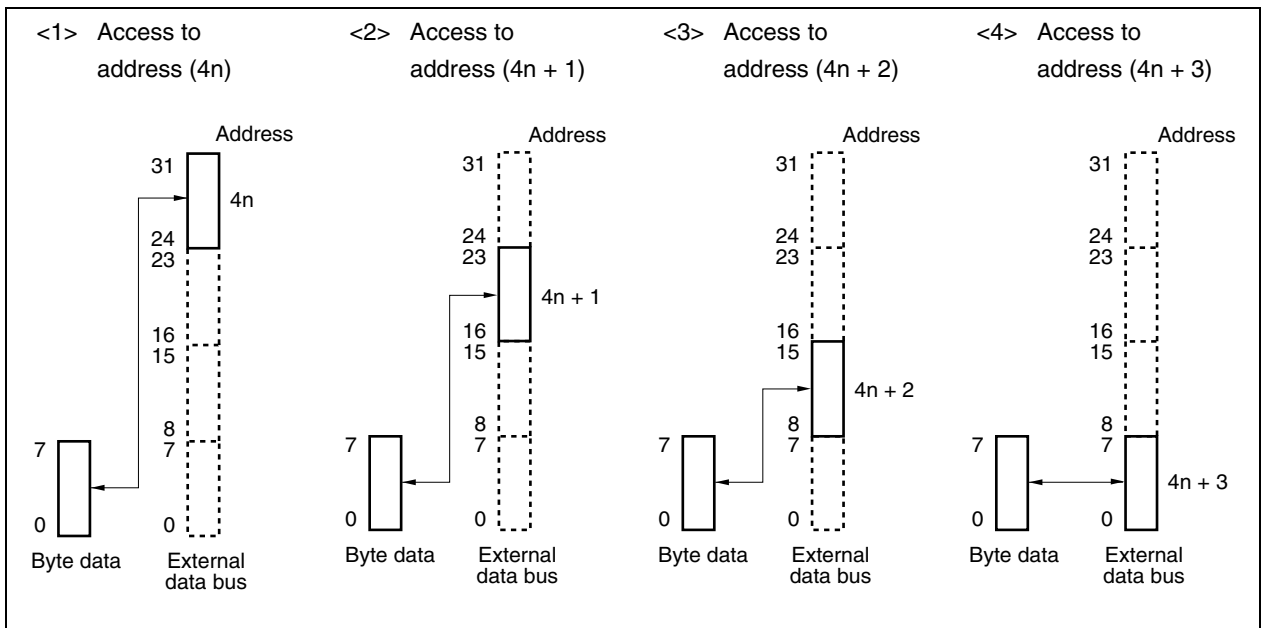 <1> Access to
address (4n)
Address
31
4n
24
23
16
15
8
7
0
7
0
Byte data
External
data bus
<2> Access to
address (4n + 1)
Address
31
24
23
4n + 1
16
15
8
7
0
7
0
Byte data
External
data bus
<3> Access to
address (4n + 2)
Address
31
24
23
16
15
4n + 2
8
7
0
7
0
Byte data
External
data bus
<4> Access to
address (4n + 3)
Address
31
24
23
16
15
8
7
4n + 3
0
7
0
Byte data
External
data bus